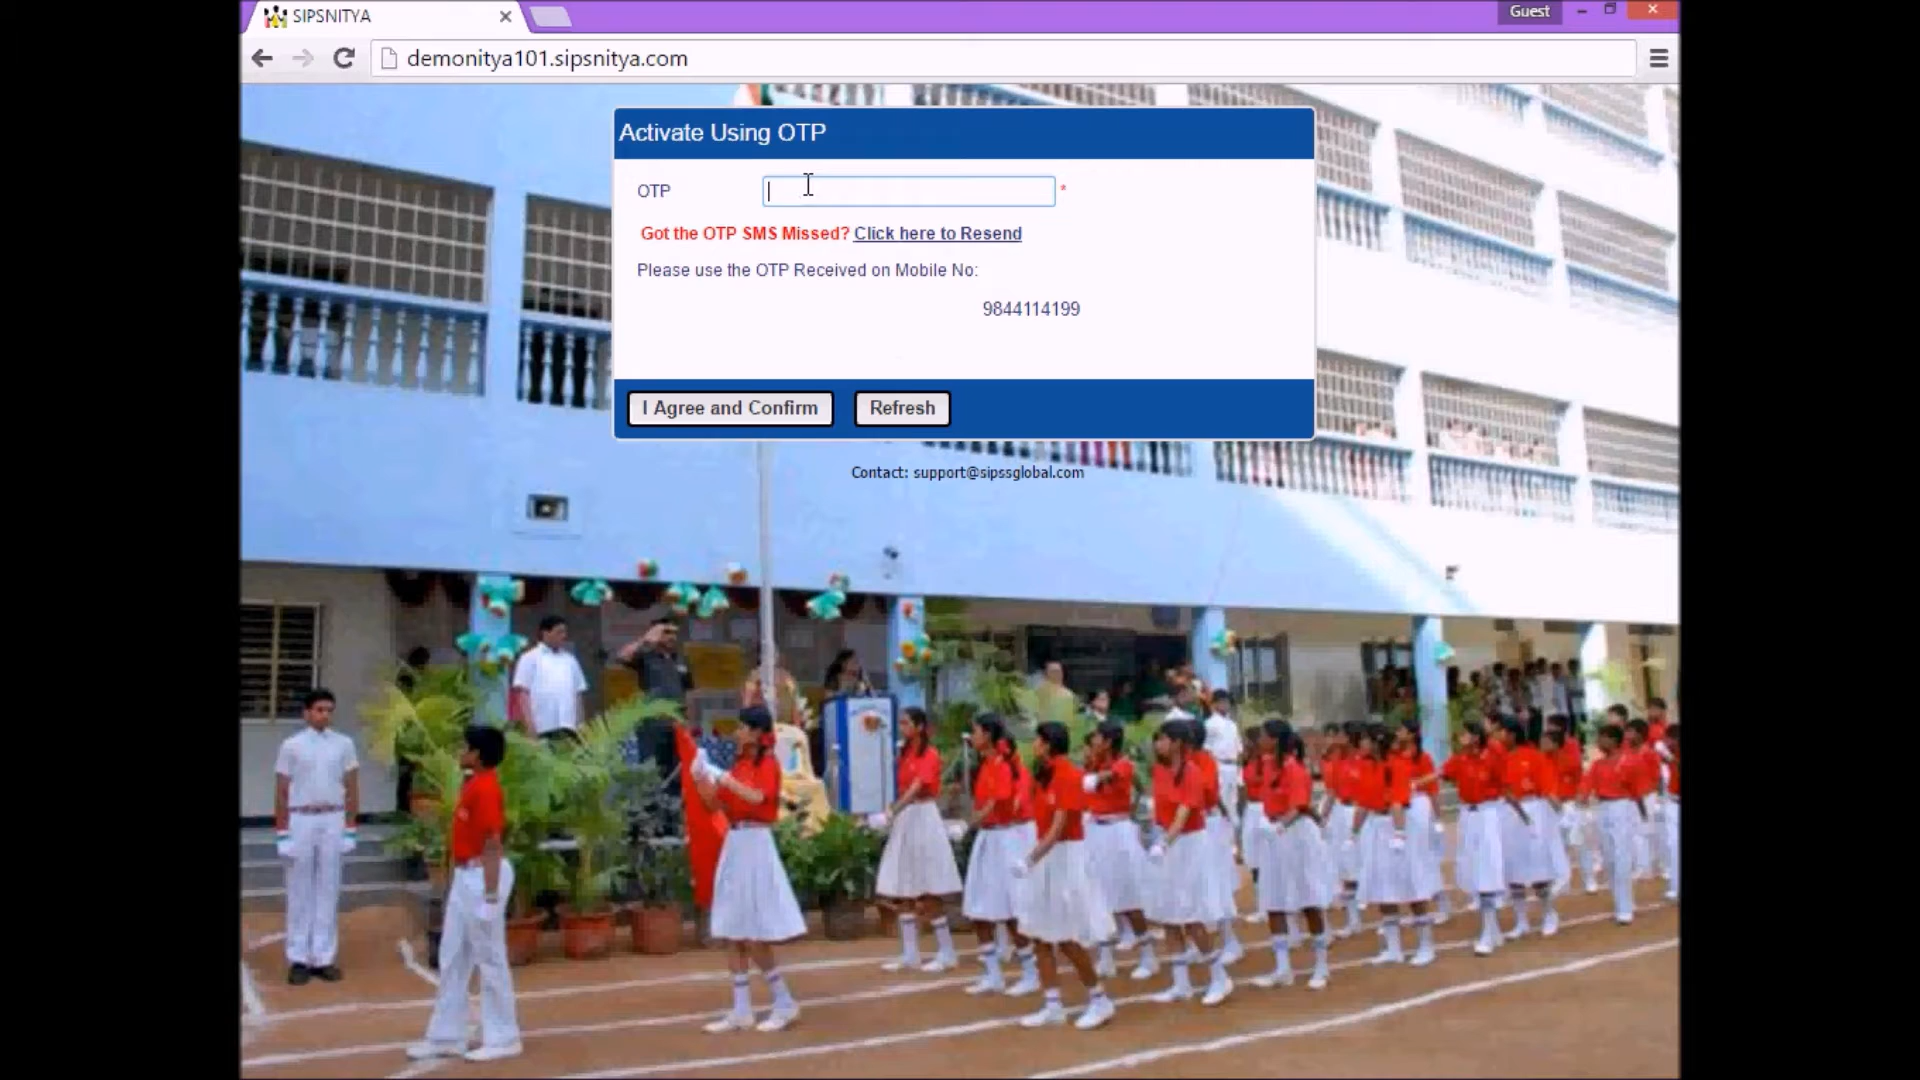 SIPSNITYA
Guest
demonitya101.sipsnitya.com
Activate Using OTP
OTP *
Got the OTP SMS Missed? Click here to Resend
Please use the OTP Received on Mobile No:
9844114199
I Agree and Confirm Refresh
Contact: support@sipssglobal.com